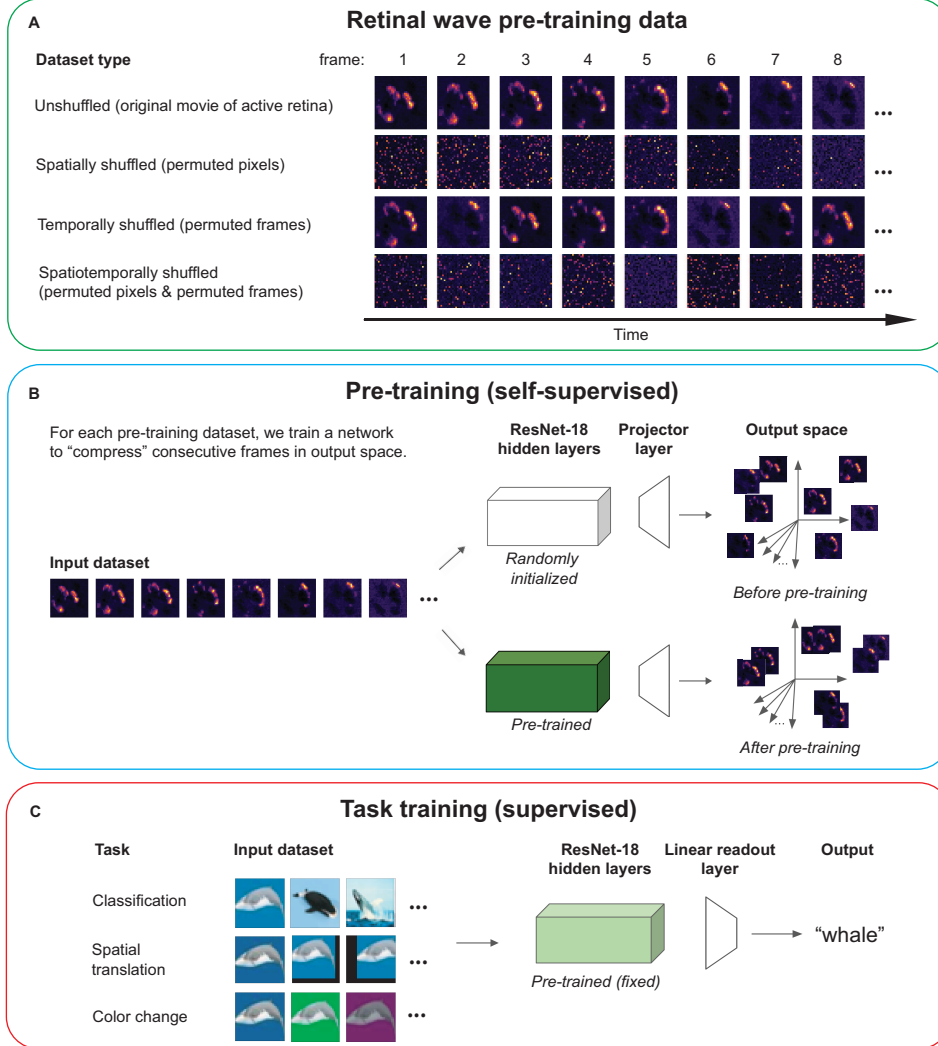 A
Retinal wave pre-training data
Dataset type
frame: 1 2 3 4 5 6 7 8
Unshuffled (original movie of active retina)
...
Spatially shuffled (permuted pixels)
...
Temporally shuffled (permuted frames)
...
Spatiotemporally shuffled
(permuted pixels & permuted frames)
...
Time
B
Pre-training (self-supervised)
For each pre-training dataset, we train a network
to “compress” consecutive frames in output space.
ResNet-18
hidden layers
Projector
layer
Output space
Input dataset
...
Randomly
initialized
...
Before pre-training
Pre-trained
...
After pre-training
C
Task training (supervised)
Task
Input dataset
ResNet-18
hidden layers
Linear readout
layer
Output
Classification
...
Spatial
translation
...
Color change
...
Pre-trained (fixed)
“whale”